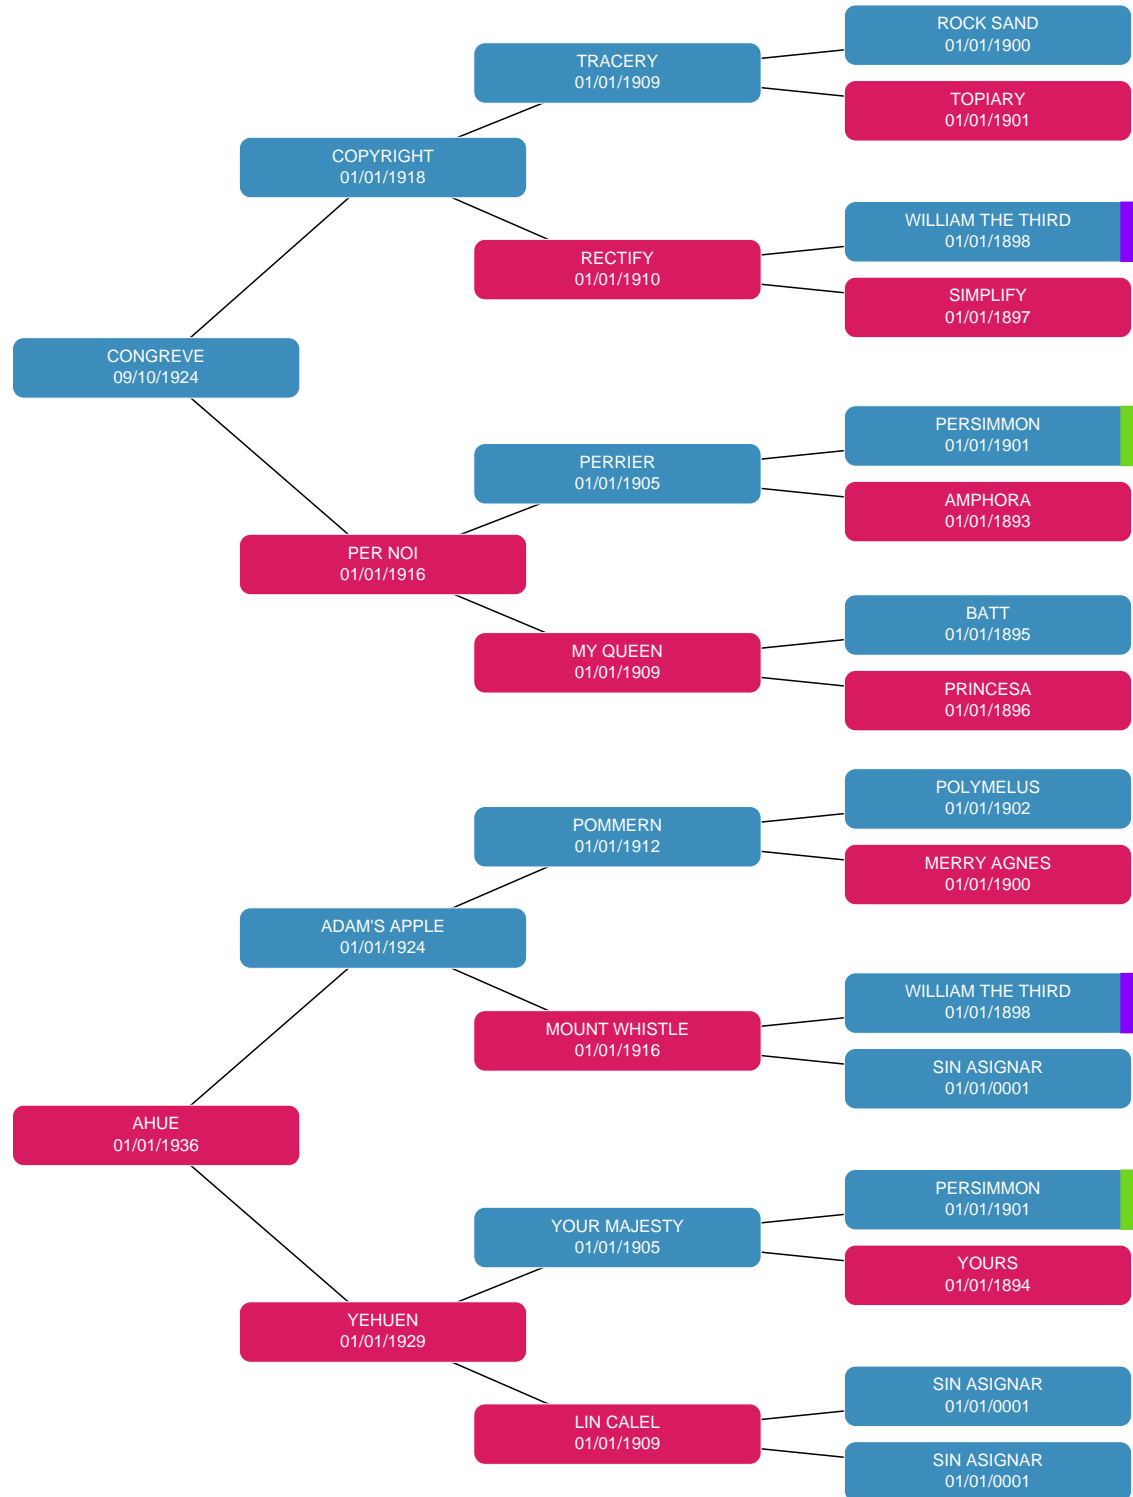 ROCK SAND
01/01/1900
TRACERY
01/01/1909
TOPIARY
01/01/1901
COPYRIGHT
01/01/1918
WILLIAM THE THIRD
01/01/1898
RECTIFY
01/01/1910
SIMPLIFY
01/01/1897
CONGREVE
09/10/1924
PERSIMMON
01/01/1901
PERRIER
01/01/1905
AMPHORA
01/01/1893
PER NOI
01/01/1916
BATT
01/01/1895
MY QUEEN
01/01/1909
PRINCESA
01/01/1896
POLYMELUS
01/01/1902
POMMERN
01/01/1912
MERRY AGNES
01/01/1900
ADAM'S APPLE
01/01/1924
WILLIAM THE THIRD
01/01/1898
MOUNT WHISTLE
01/01/1916
SIN ASIGNAR
01/01/0001
AHUE
01/01/1936
PERSIMMON
01/01/1901
YOUR MAJESTY
01/01/1905
YOURS
01/01/1894
YEHUEN
01/01/1929
SIN ASIGNAR
01/01/0001
LIN CALEL
01/01/1909
SIN ASIGNAR
01/01/0001